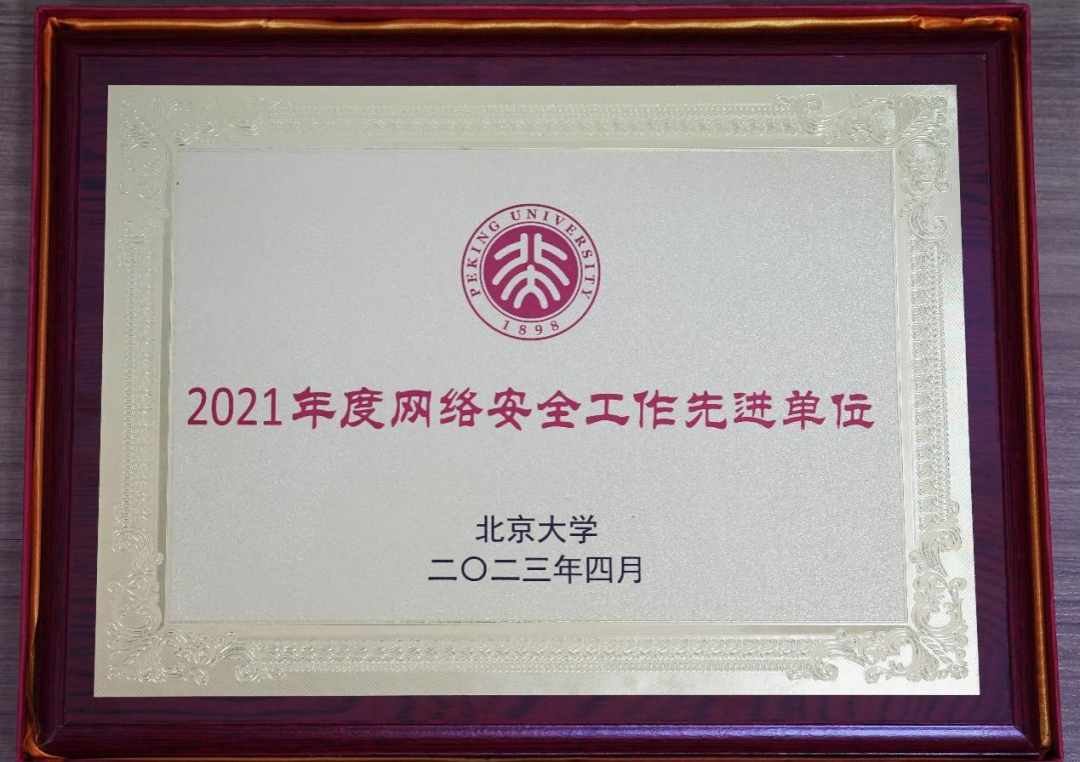 PEKING UNIVERSITY
1898
2021年度网络安全工作先进单位
北京大学
二〇二三年四月